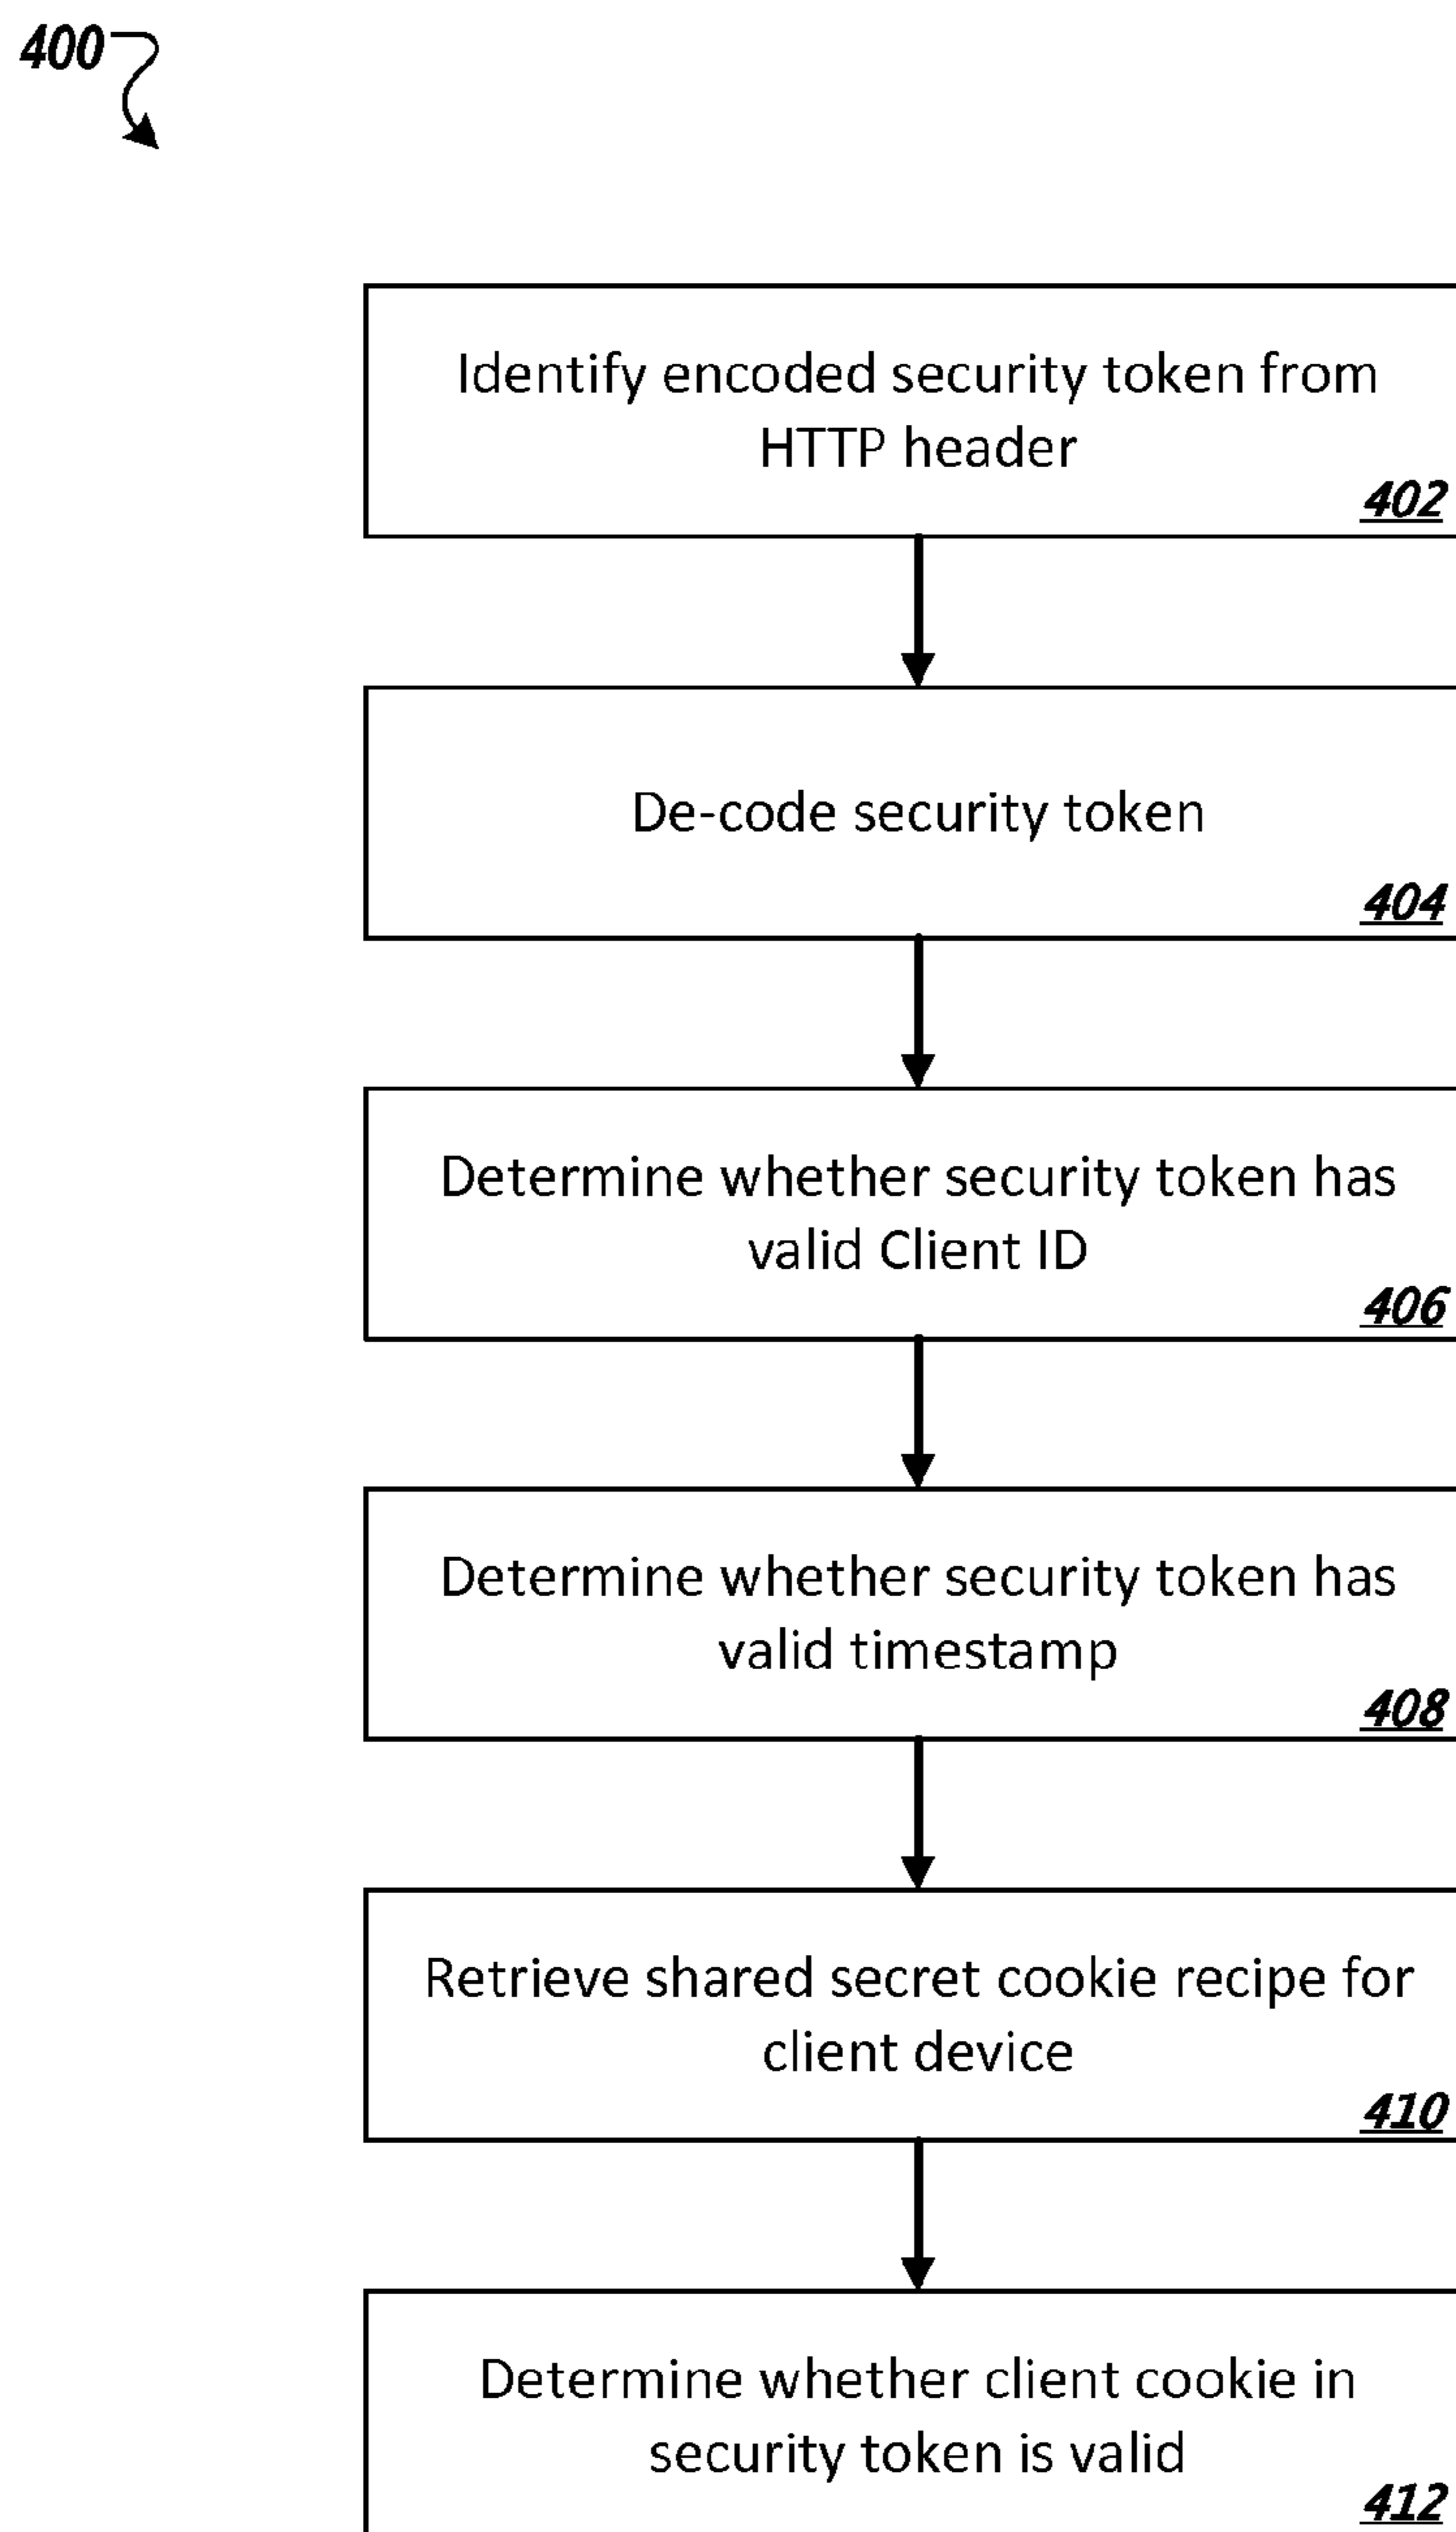 400
Identify encoded security token from
HTTP header
402
De-code security token
404
Determine whether security token has
valid Client ID
406
Determine whether security token has
valid timestamp
408
Retrieve shared secret cookie recipe for
client device
410
Determine whether client cookie in
security token is valid
412